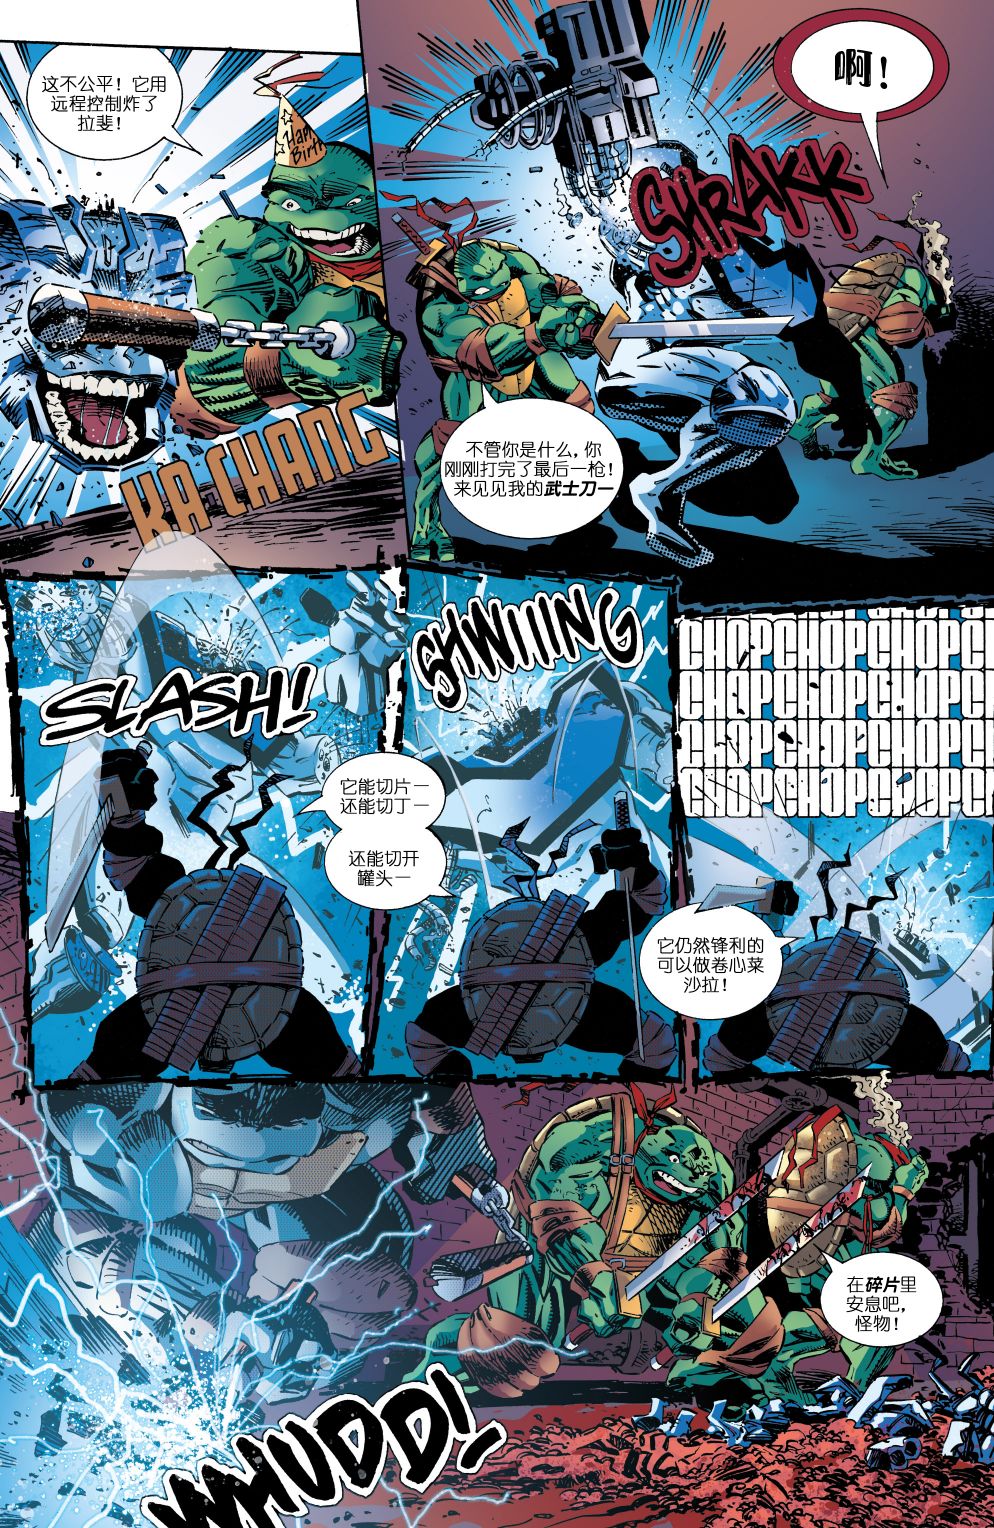 这不公平！它用
远程控制炸了
拉斐！
Happy
Birth
KA CHANG
啊！
SHRAKK
不管你是什么，你
刚刚打完了最后一枪！
来见见我的武士刀—
SLASH!
它能切片—
还能切丁—
还能切开
罐头—
SHWIIING
CHOPCHOPCHOPC
CHOPCHOPCHOPC
CHOPCHOPCHOPC
CHOPCHOPCHOPC
它仍然锋利的
可以做卷心菜
沙拉！
在碎片里
安息吧，
怪物！
WHUDD!